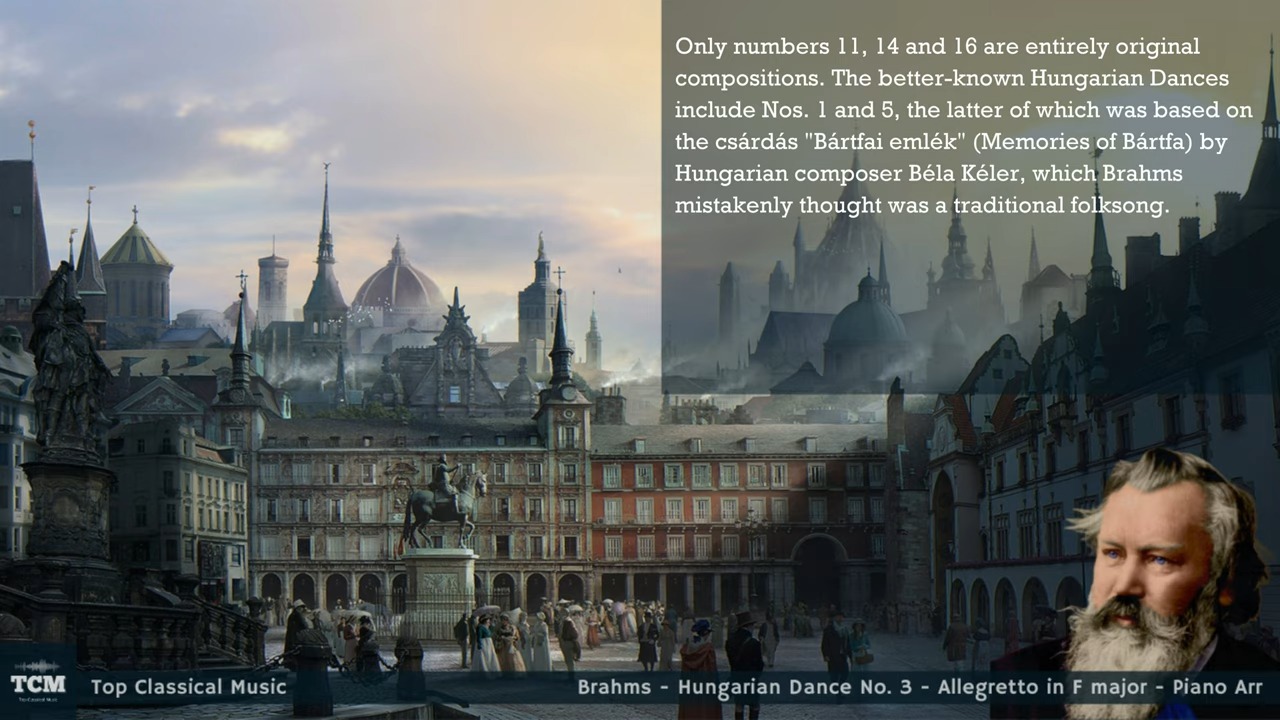 Only numbers 11, 14 and 16 are entirely original
compositions. The better-known Hungarian Dances
include Nos. 1 and 5, the latter of which was based on
the csárdás "Bártfai emlék" (Memories of Bártfa) by
Hungarian composer Béla Kéler, which Brahms
mistakenly thought was a traditional folksong.
TCM
Top Classical Music
Top Classical Music
Brahms - Hungarian Dance No. 3 - Allegretto in F major - Piano Arr